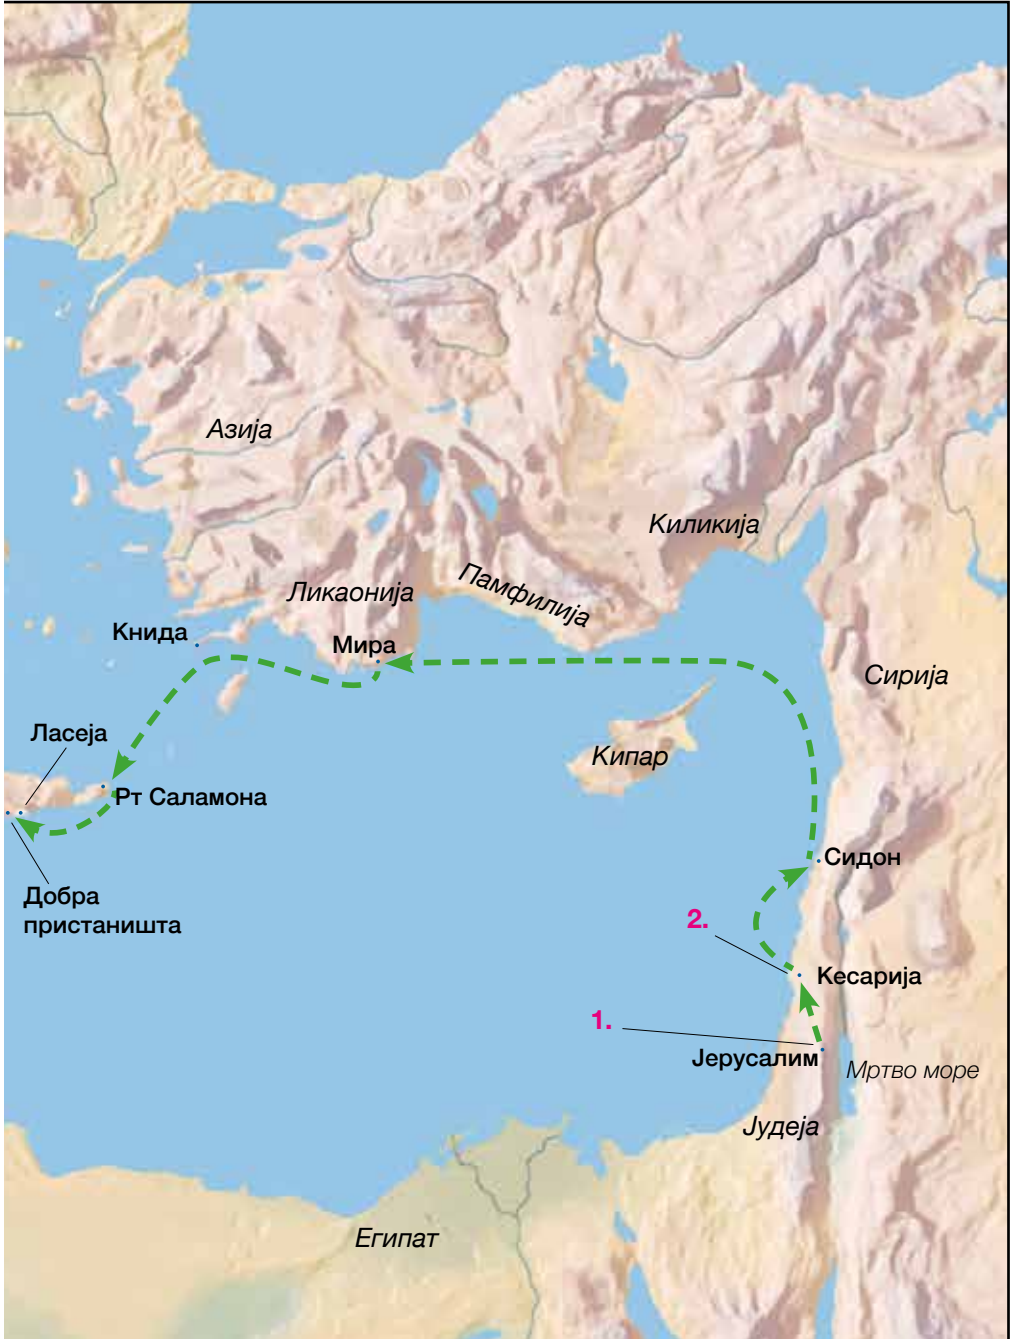 Азија
Киликија
Памфилија
Ликаонија
Книда
Мира
Сирија
Ласеја
Кипар
Рт Саламона
Сидон
Добра
пристаништа
2.
Кесарија
1.
Јерусалим
Мртво море
Јудеја
Египат